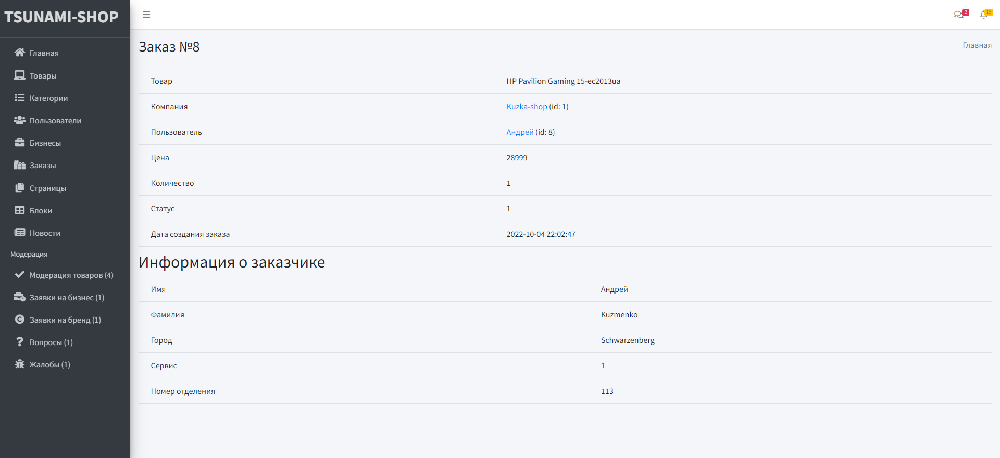 TSUNAMI-SHOP
3
15
Главная
Товары
Категории
Пользователи
Бизнесы
Заказы
Страницы
Блоки
Новости
Модерация
Модерация товаров (4)
Заявки на бизнес (1)
Заявки на бренд (1)
Вопросы (1)
Жалобы (1)
Заказ №8
Главная
Товар HP Pavilion Gaming 15-ec2013ua
Компания Kuzka-shop (id: 1)
Пользователь Андрей (id: 8)
Цена 28999
Количество 1
Статус 1
Дата создания заказа 2022-10-04 22:02:47
Информация о заказчике
Имя Андрей
Фамилия Kuzmenko
Город Schwarzenberg
Сервис 1
Номер отделения 113